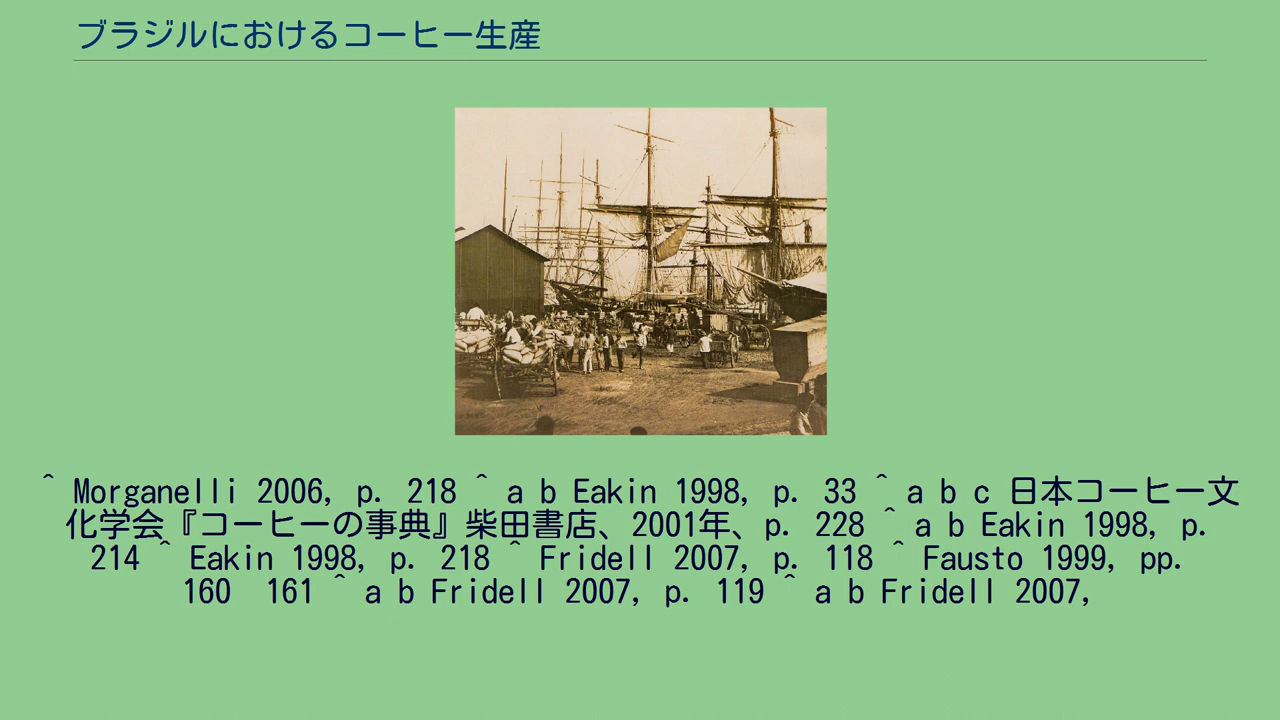 ブラジルにおけるコーヒー生産
^ Morganelli 2006, p. 218 ^ a b Eakin 1998, p. 33 ^ a b c 日本コーヒー文
化学会『コーヒーの事典』柴田書店、2001年、p. 228 ^ a b Eakin 1998, p.
214 ^ Eakin 1998, p. 218 ^ Fridell 2007, p. 118 ^ Fausto 1999, pp.
160 161 ^ a b Fridell 2007, p. 119 ^ a b Fridell 2007,